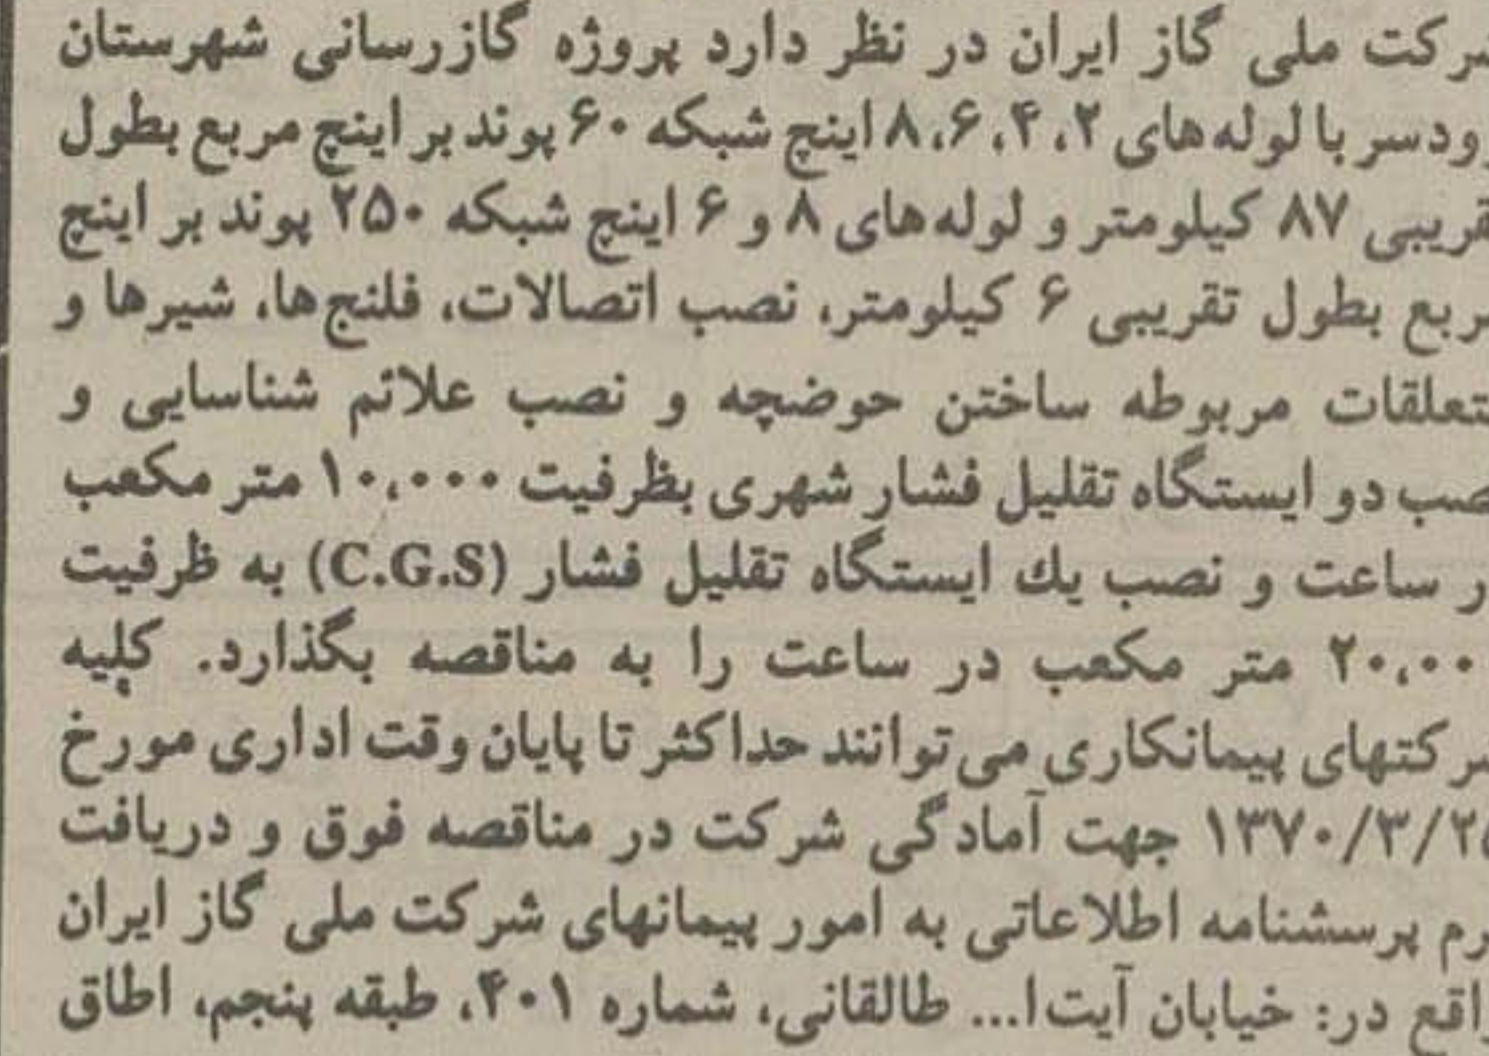 شرکت ملی گاز ایران در نظر دارد پروژه گازرسانی شهرستان
رودسر با لوله‌های ۲، ۴، ۶، ۸ اینچ شبکه ۶۰ پوند بر اینچ مربع بطول
تقریبی ۸۷ کیلومتر و لوله‌های ۸ و ۶ اینچ شبکه ۲۵۰ پوند بر اینچ
مربع بطول تقریبی ۶ کیلومتر، نصب اتصالات، فلنج‌ها، شیرها و
متعلقات مربوطه ساختن حوضچه و نصب علائم شناسایی و
نصب دو ایستگاه تقلیل فشار شهری بظرفیت ۱۰،۰۰۰ متر مکعب
در ساعت و نصب یك ایستگاه تقلیل فشار (C.G.S) به ظرفیت
۲۰،۰۰۰ متر مکعب در ساعت را به مناقصه بگذارد. کلیه
شرکتهای پیمانکاری می‌توانند حداکثر تا پایان وقت اداری مورخ
۱۳۷۰/۳/۲۵ جهت آمادگی شرکت در مناقصه فوق و دریافت
فرم پرسشنامه اطلاعاتی به امور پیمانهای شرکت ملی گاز ایران
واقع در: خیابان آیت‌ا... طالقانی، شماره ۴۰۱، طبقه پنجم، اطاق